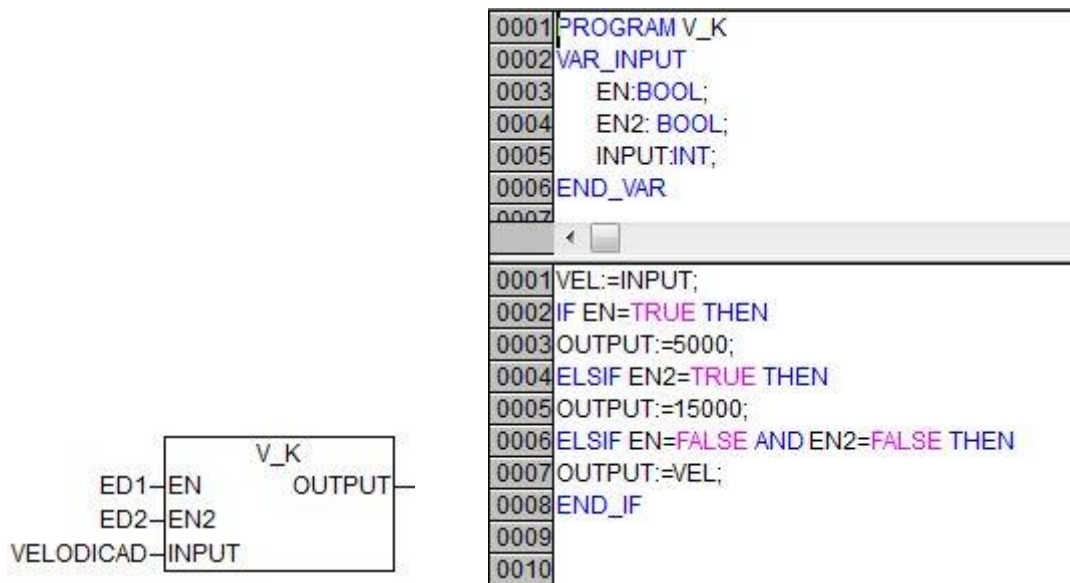 0001 PROGRAM V_K
0002 VAR_INPUT
0003 EN:BOOL;
0004 EN2: BOOL;
0005 INPUT:INT;
0006 END_VAR
0007
0001 VEL:=INPUT;
0002 IF EN=TRUE THEN
0003 OUTPUT:=5000;
0004 ELSIF EN2=TRUE THEN
0005 OUTPUT:=15000;
0006 ELSIF EN=FALSE AND EN2=FALSE THEN
0007 OUTPUT:=VEL;
0008 END_IF
0009
0010
V_K
ED1 EN OUTPUT
ED2 EN2
VELODICAD INPUT